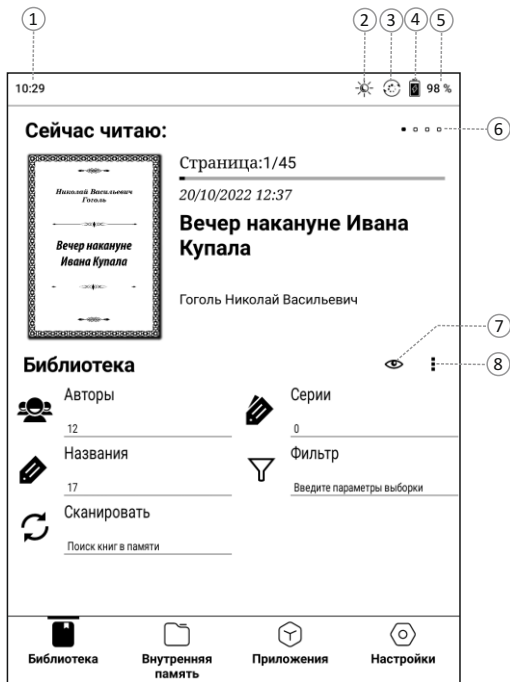 1
2
3
4
5
10:29
98 %
Сейчас читаю:
6
Николай Васильевич
Гоголь
Вечер накануне
Ивана Купала
Страница:1/45
20/10/2022 12:37
Вечер накануне Ивана
Купала
Гоголь Николай Васильевич
7
Библиотека
8
Авторы
12
Серии
0
Названия
17
Фильтр
Введите параметры выборки
Сканировать
Поиск книг в памяти
Библиотека
Внутренняя
память
Приложения
Настройки